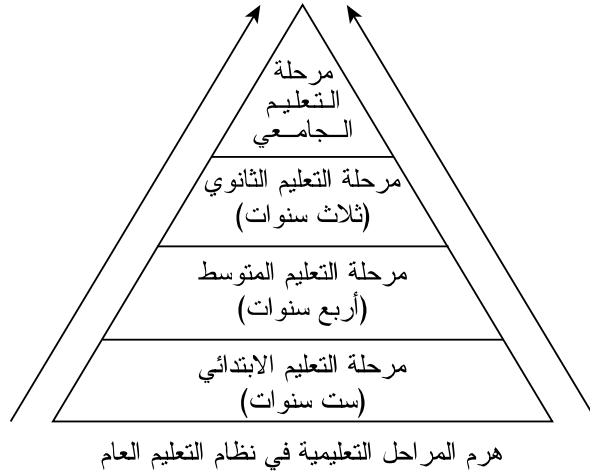 مرحلة
التعليم
الجامعي
مرحلة التعليم الثانوي
(ثلاث سنوات)
مرحلة التعليم المتوسط
(أربع سنوات)
مرحلة التعليم الابتدائي
(ست سنوات)
هرم المراحل التعليمية في نظام التعليم العام